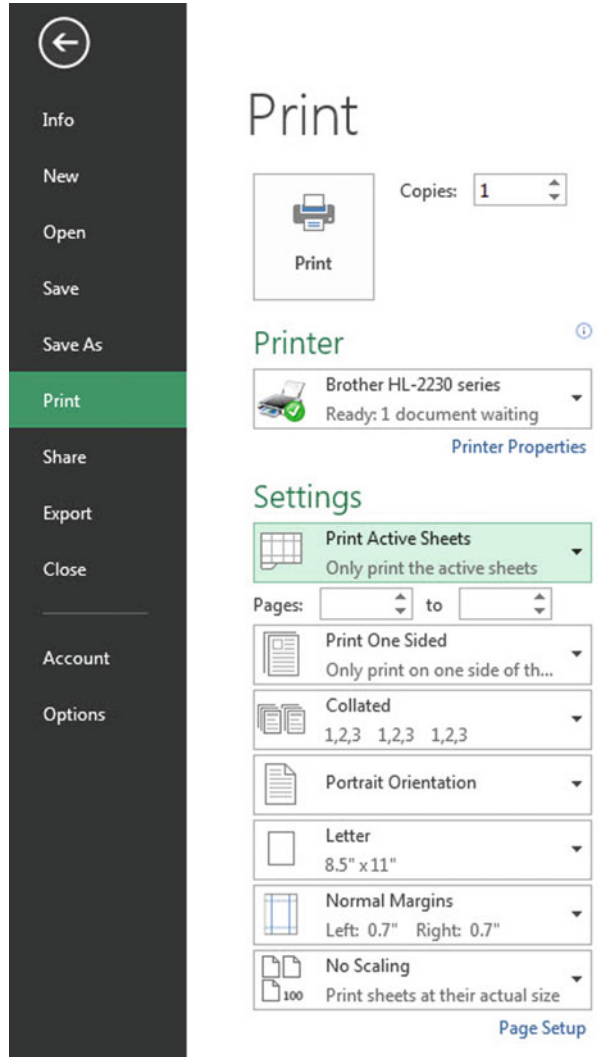 Info
New
Open
Save
Save As
Print
Share
Export
Close
Account
Options
Print
Print
Copies: 1
Printer
Brother HL-2230 series
Ready: 1 document waiting
Printer Properties
Settings
Print Active Sheets
Only print the active sheets
Pages: to
Print One Sided
Only print on one side of th...
Collated
1,2,3 1,2,3 1,2,3
Portrait Orientation
Letter
8.5" x 11"
Normal Margins
Left: 0.7" Right: 0.7"
No Scaling
100 Print sheets at their actual size
Page Setup